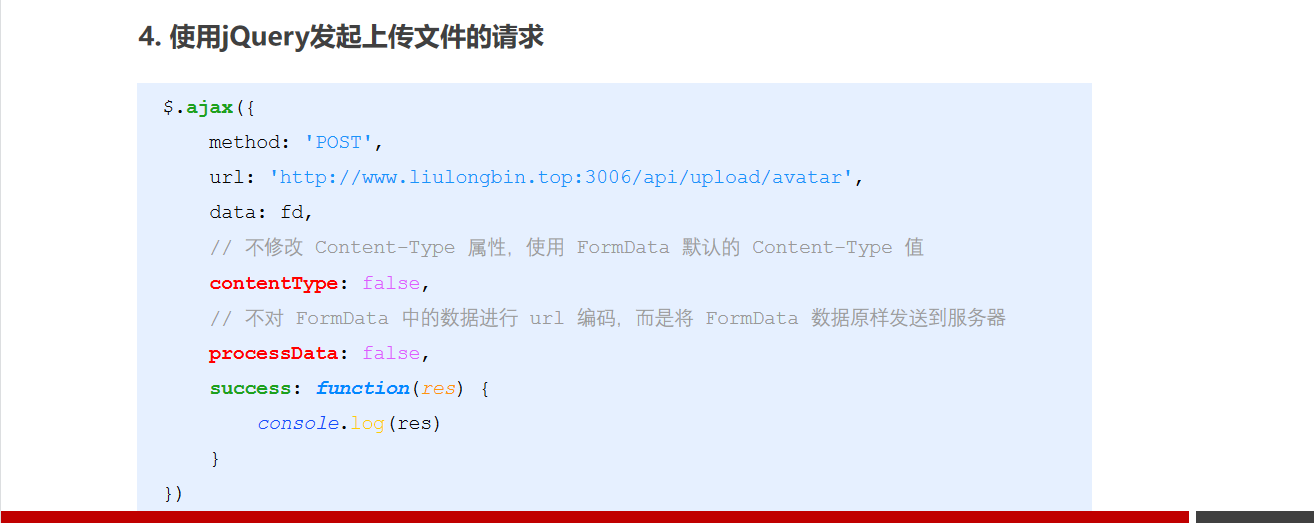 4. 使用jQuery发起上传文件的请求
$.ajax({
    method: 'POST',
    url: 'http://www.liulongbin.top:3006/api/upload/avatar',
    data: fd,
    // 不修改 Content-Type 属性，使用 FormData 默认的 Content-Type 值
    contentType: false,
    // 不对 FormData 中的数据进行 url 编码，而是将 FormData 数据原样发送到服务器
    processData: false,
    success: function(res) {
        console.log(res)
    }
})